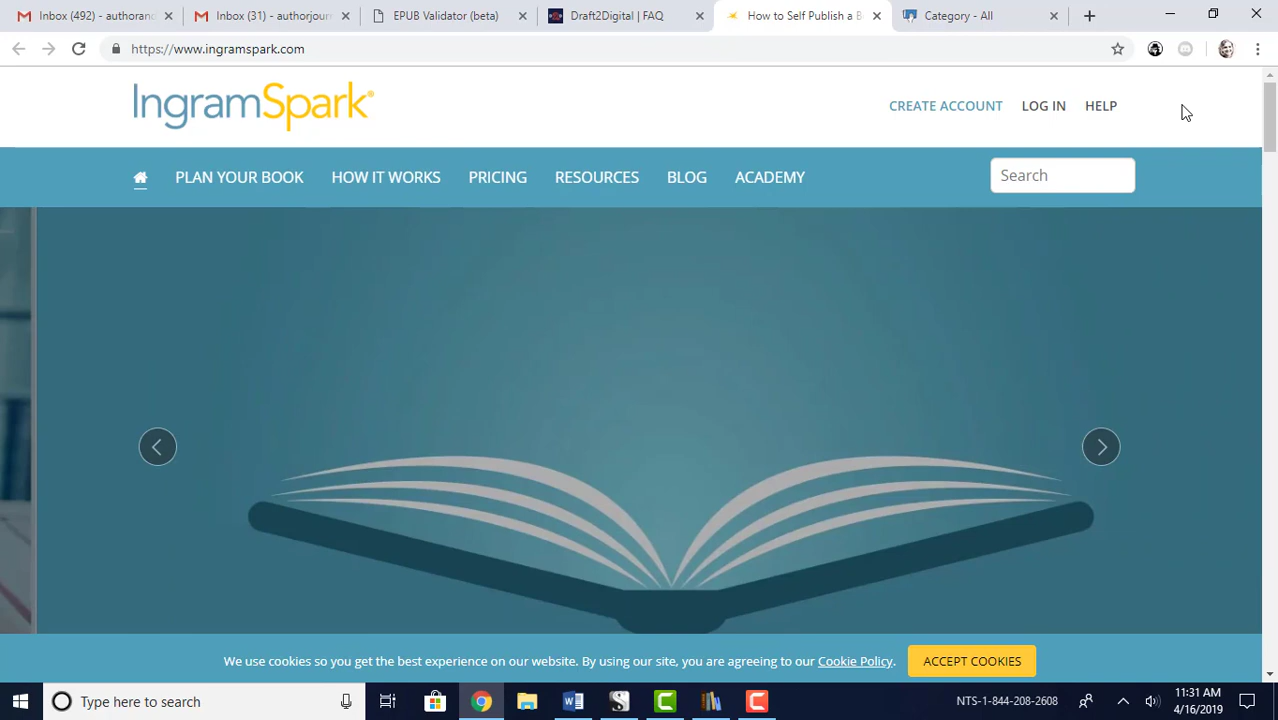 Inbox (492) - authorand
Inbox (31) - authorjour
EPUB Validator (beta)
Draft2Digital | FAQ
How to Self Publish a B
Category - All
https://www.ingramspark.com
IngramSpark®
CREATE ACCOUNT
LOG IN
HELP
PLAN YOUR BOOK
HOW IT WORKS
PRICING
RESOURCES
BLOG
ACADEMY
Search
We use cookies so you get the best experience on our website. By using our site, you are agreeing to our Cookie Policy.
ACCEPT COOKIES
Type here to search
NTS-1-844-208-2608
11:31 AM
4/16/2019